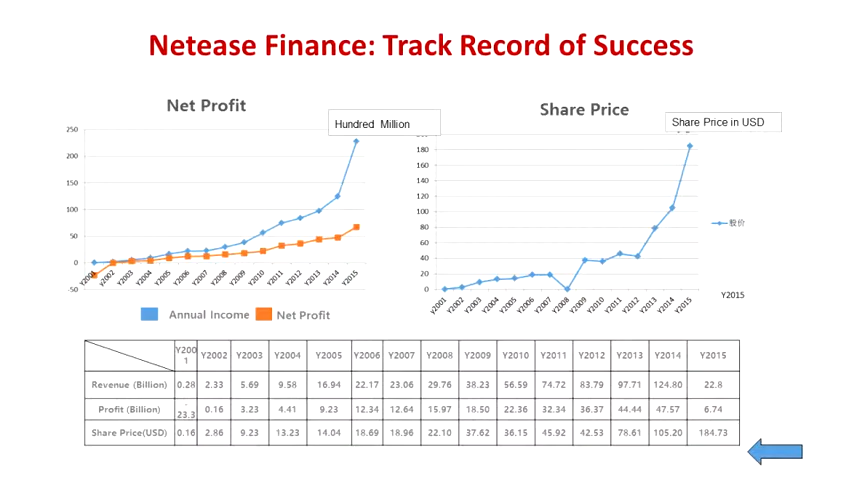 Netease Finance: Track Record of Success
Net Profit
Hundred Million
250
200
150
100
50
0
-50
Y2001
Y2002
Y2003
Y2004
Y2005
Y2006
Y2007
Y2008
Y2009
Y2010
Y2011
Y2012
Y2013
Y2014
Y2015
Annual Income
Net Profit
Share Price
Share Price in USD
180
160
140
120
100
80
60
40
20
0
Y2001
Y2002
Y2003
Y2004
Y2005
Y2006
Y2007
Y2008
Y2009
Y2010
Y2011
Y2012
Y2013
Y2014
Y2015
股价
Y2015
Y2001 Y2002 Y2003 Y2004 Y2005 Y2006 Y2007 Y2008 Y2009 Y2010 Y2011 Y2012 Y2013 Y2014 Y2015
Revenue (Billion) 0.28 2.33 5.69 9.58 16.94 22.17 23.06 29.76 38.23 56.59 74.72 83.79 97.71 124.80 22.8
Profit (Billion) -23.3 0.16 3.23 4.41 9.23 12.34 12.64 15.97 18.50 22.36 32.34 36.37 44.44 47.57 6.74
Share Price(USD) 0.16 2.86 9.23 13.23 14.04 18.69 18.96 22.10 37.62 36.15 45.92 42.53 78.61 105.20 184.73